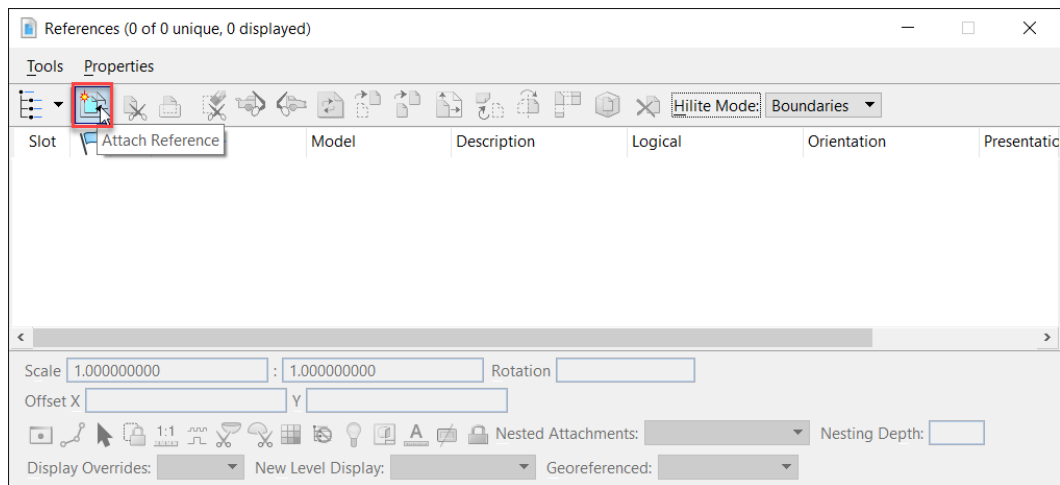 References (0 of 0 unique, 0 displayed)
Tools Properties
Hilite Mode: Boundaries
Attach Reference
Slot Model Description Logical Orientation Presentatic
Scale 1.000000000 : 1.000000000 Rotation
Offset X Y
1:1 A Nested Attachments: Nesting Depth:
Display Overrides: New Level Display: Georeferenced: